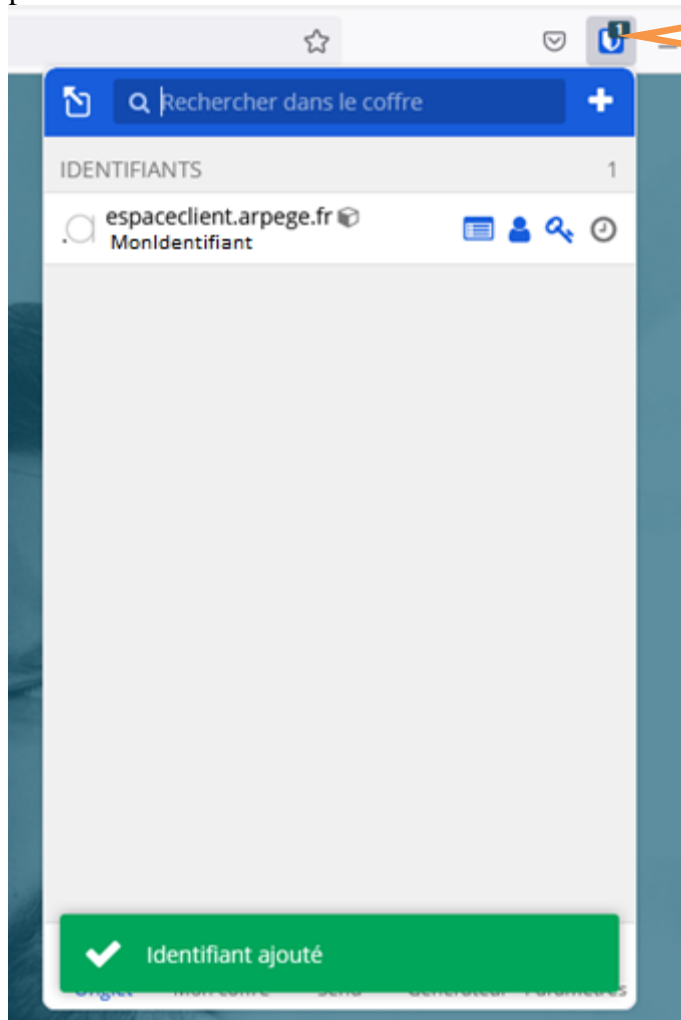 1
Rechercher dans le coffre
IDENTIFIANTS 1
espaceclient.arpege.fr
MonIdentifiant
Identifiant ajouté